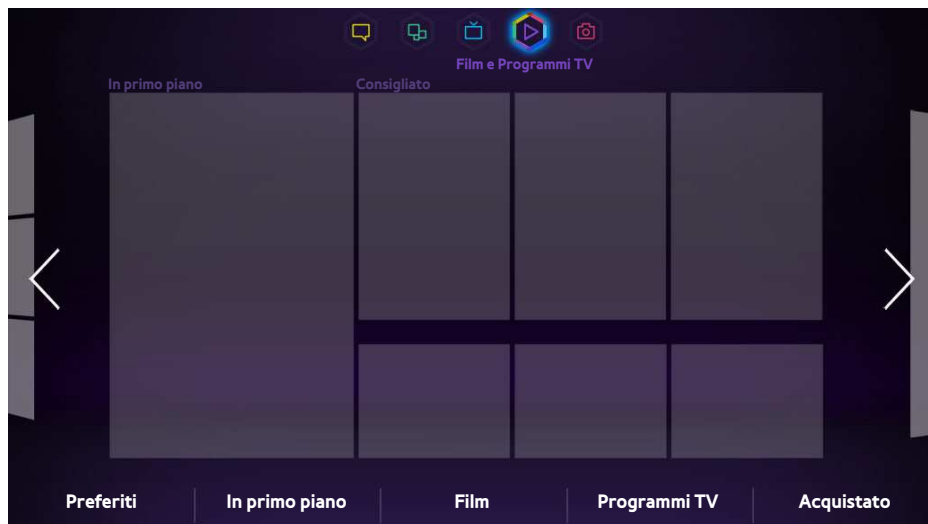 Film e Programmi TV
In primo piano
Consigliato
Preferiti
In primo piano
Film
Programmi TV
Acquistato